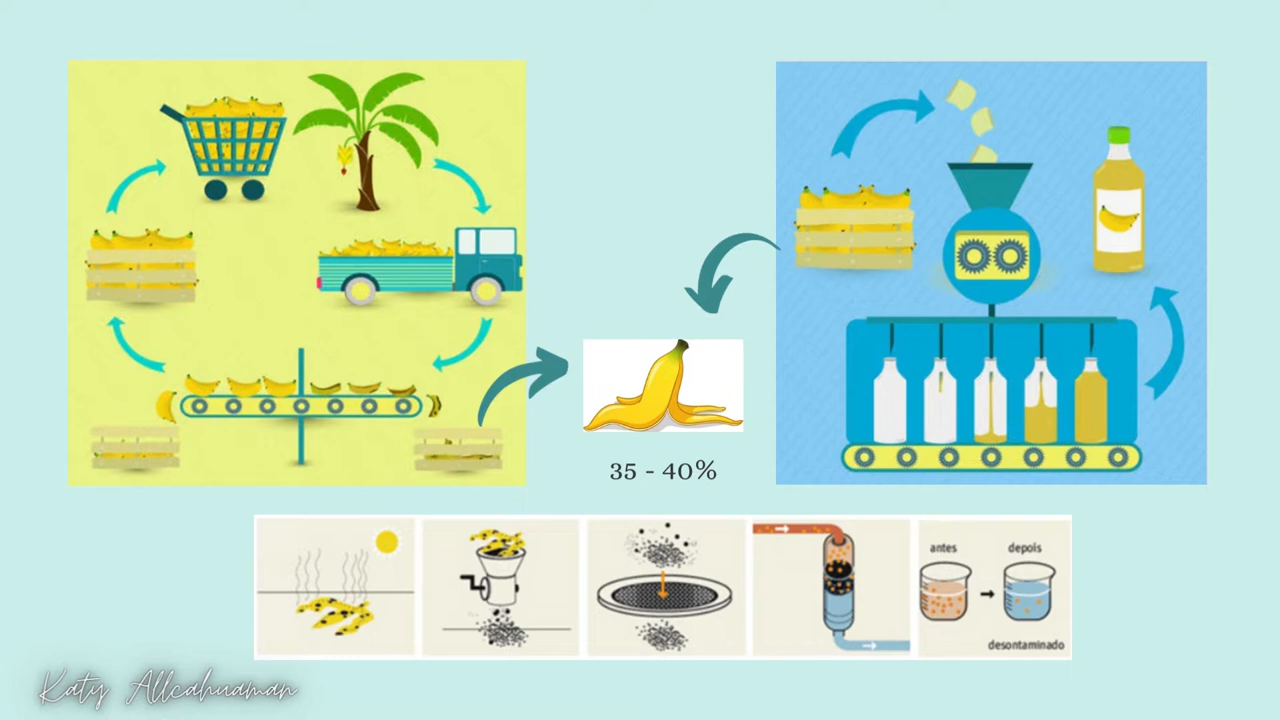 35 - 40%
antes
depois
desontaminado
Katy Allcahuaman